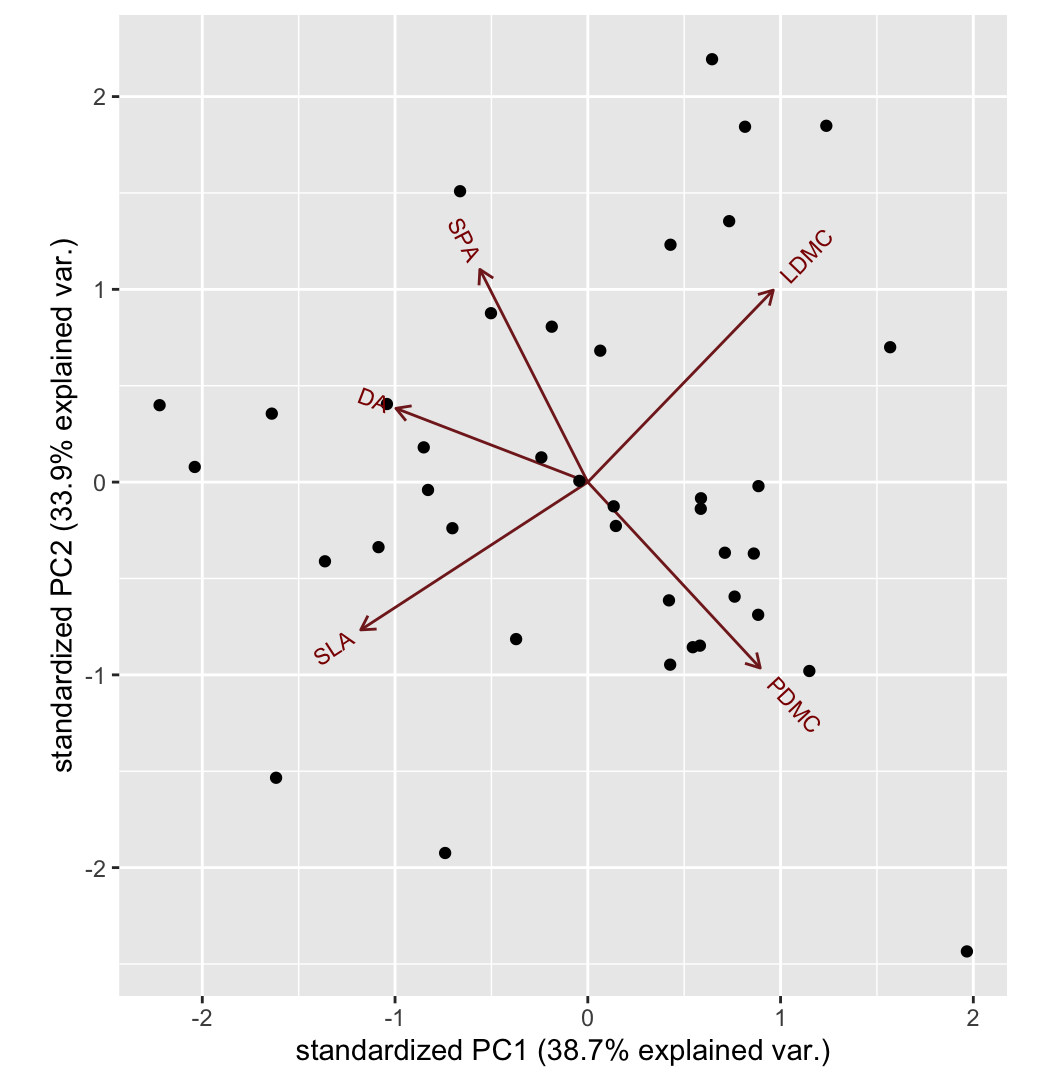 standardized PC2 (33.9% explained var.)
2
1
0
-1
-2
SPA
LDMC
DA
SLA
PDMC
-2
-1
0
1
2
standardized PC1 (38.7% explained var.)